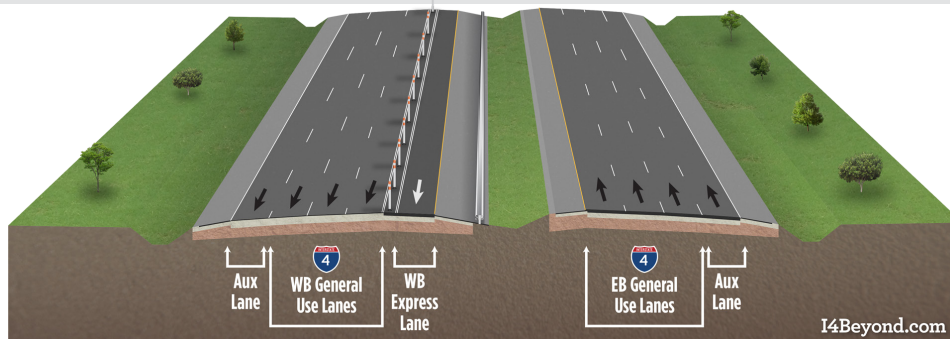 Aux
Lane
4
WB General
Use Lanes
WB
Express
Lane
4
EB General
Use Lanes
Aux
Lane
I4Beyond.com